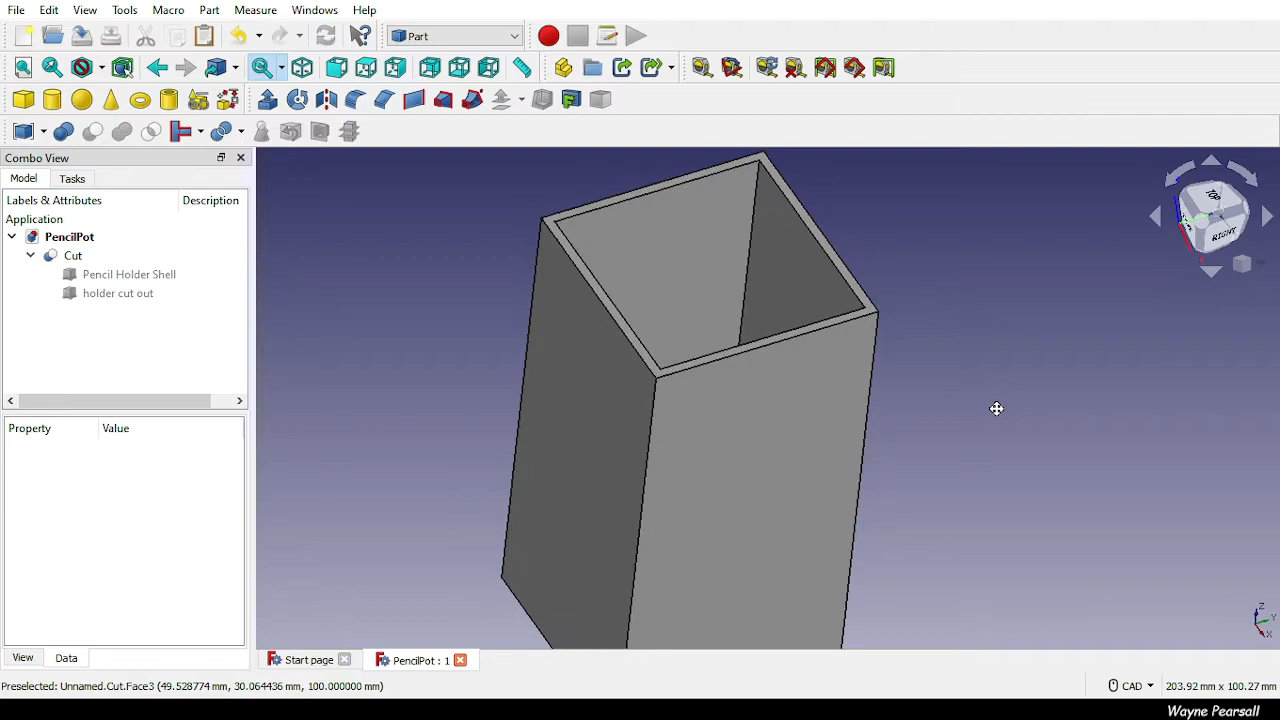 File Edit View Tools Macro Part Measure Windows Help
Part
Combo View
Model Tasks
Labels & Attributes Description
Application
PencilPot
Cut
Pencil Holder Shell
holder cut out
Property Value
TOP
RIGHT
Z
Y
X
View Data
Start page PencilPot : 1
Preselected: Unnamed.Cut.Face3 (49.528774 mm, 30.064436 mm, 100.000000 mm) CAD 203.92 mm x 100.27 mm
Wayne Pearsall